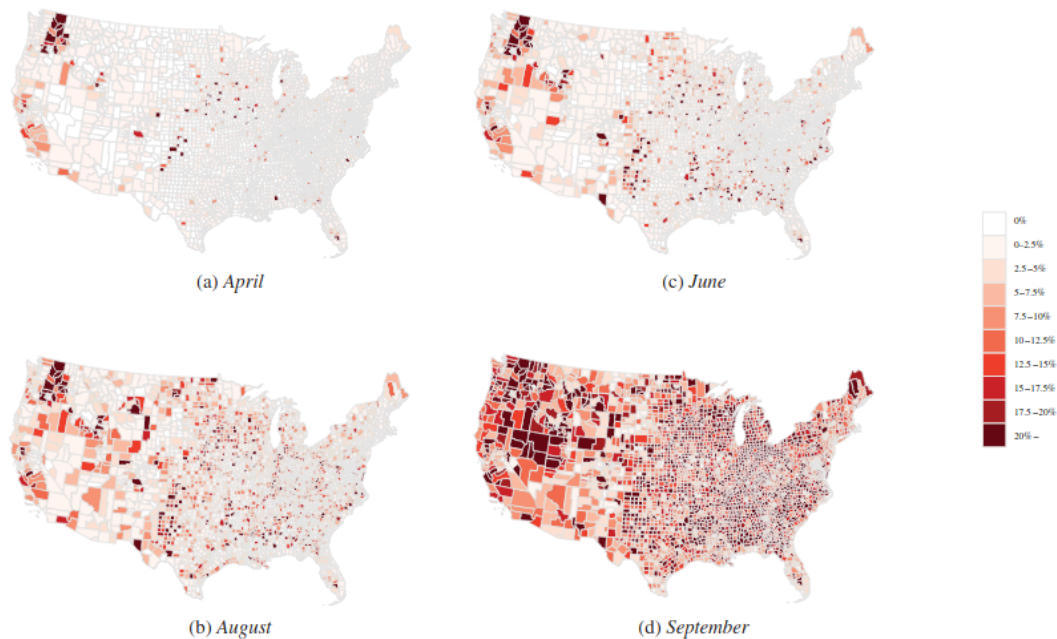 (a) April
(c) June
0%
0–2.5%
2.5–5%
5–7.5%
7.5–10%
10–12.5%
12.5–15%
15–17.5%
17.5–20%
20%–
(b) August
(d) September